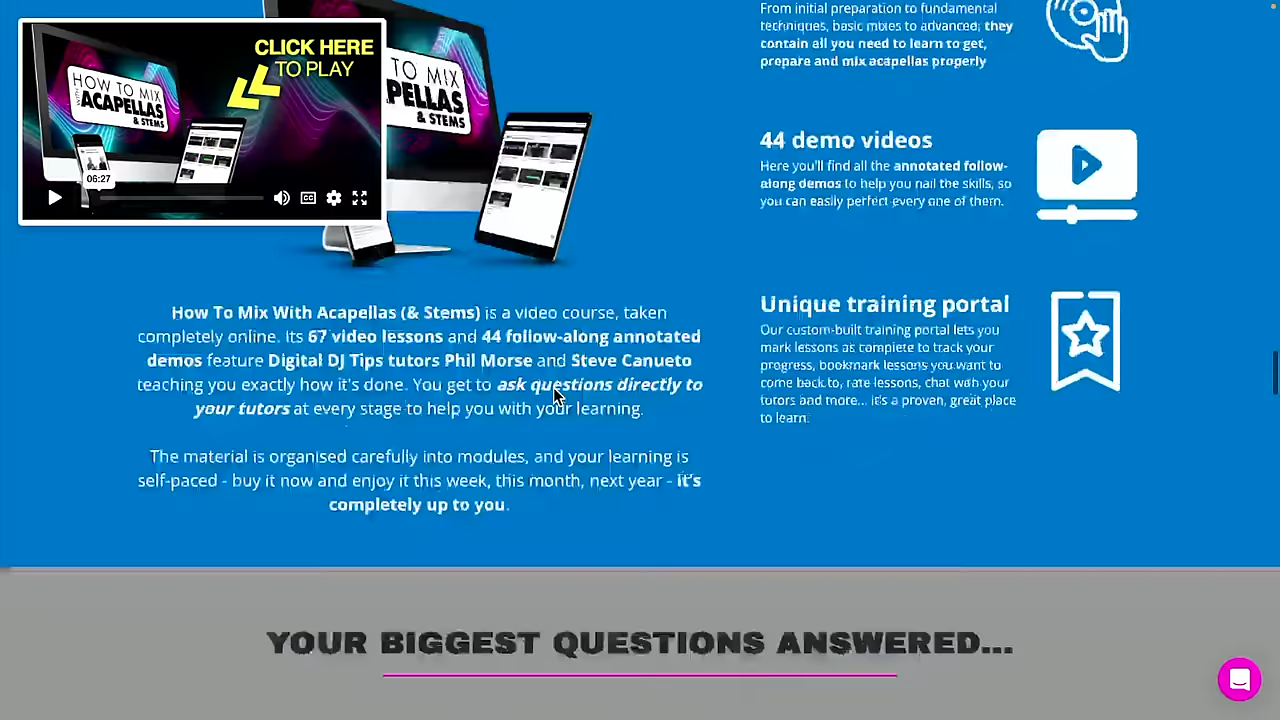 CLICK HERE
TO PLAY
HOW TO MIX
WITH
ACAPELLAS
& STEMS
06:27
CC
TO MIX
PELLAS
& STEMS
How To Mix With Acapellas (& Stems) is a video course, taken
completely online. Its 67 video lessons and 44 follow-along annotated
demos feature Digital DJ Tips tutors Phil Morse and Steve Canueto
teaching you exactly how it's done. You get to ask questions directly to
your tutors at every stage to help you with your learning.
The material is organised carefully into modules, and your learning is
self-paced - buy it now and enjoy it this week, this month, next year - it's
completely up to you.
From initial preparation to fundamental
techniques, basic mixes to advanced; they
contain all you need to learn to get,
prepare and mix acapellas properly
44 demo videos
Here you'll find all the annotated follow-
along demos to help you nail the skills, so
you can easily perfect every one of them.
Unique training portal
Our custom-built training portal lets you
mark lessons as complete to track your
progress, bookmark lessons you want to
come back to, rate lessons, chat with your
tutors and more... it's a proven, great place
to learn.
YOUR BIGGEST QUESTIONS ANSWERED...